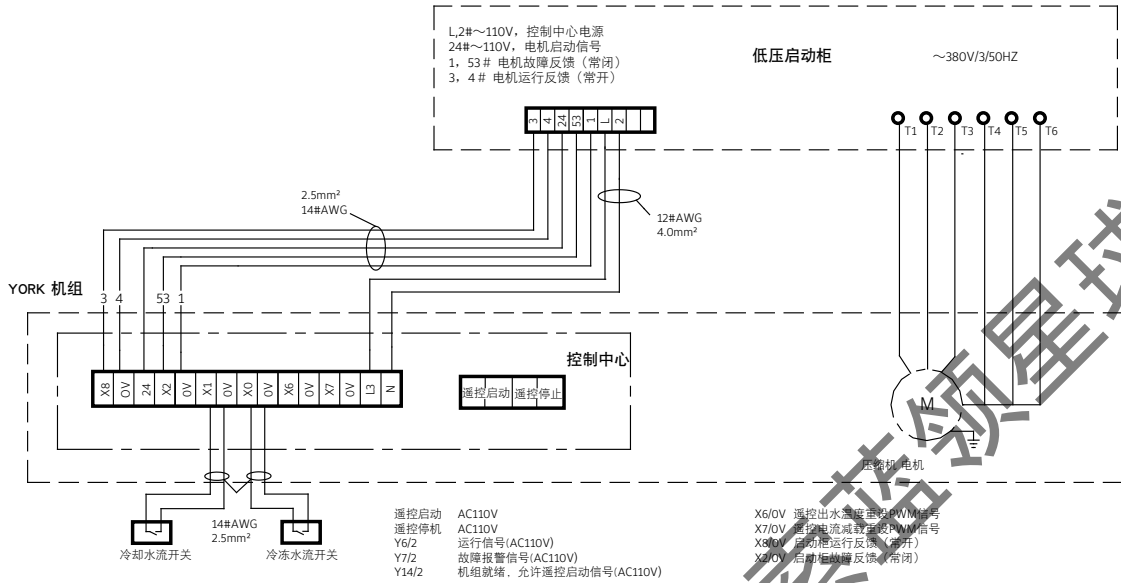 L,2#～110V，控制中心电源
24#～110V，电机启动信号
1，53＃ 电机故障反馈（常闭）
3，4＃ 电机运行反馈（常开）
低压启动柜
～380V/3/50HZ
3 4 24 53 1 L 2
T1 T2 T3 T4 T5 T6
2.5mm²
14#AWG
12#AWG
4.0mm²
YORK 机组
3 4 53 1
控制中心
X8 OV 24 X2 0V X1 0V X0 0V X6 0V X7 0V L3 N
遥控启动 遥控停止
M
压缩机 电机
14#AWG
2.5mm²
冷却水流开关
冷冻水流开关
遥控启动 AC110V
遥控停机 AC110V
Y6/2 运行信号(AC110V)
Y7/2 故障报警信号(AC110V)
Y14/2 机组就绪，允许遥控启动信号(AC110V)
X6/0V 遥控出水温度重设PWM信号
X7/0V 遥控电流减载重设PWM信号
X8/0V 启动柜运行反馈（常开）
X2/0V 启动柜故障反馈（常闭）
蓝领星球